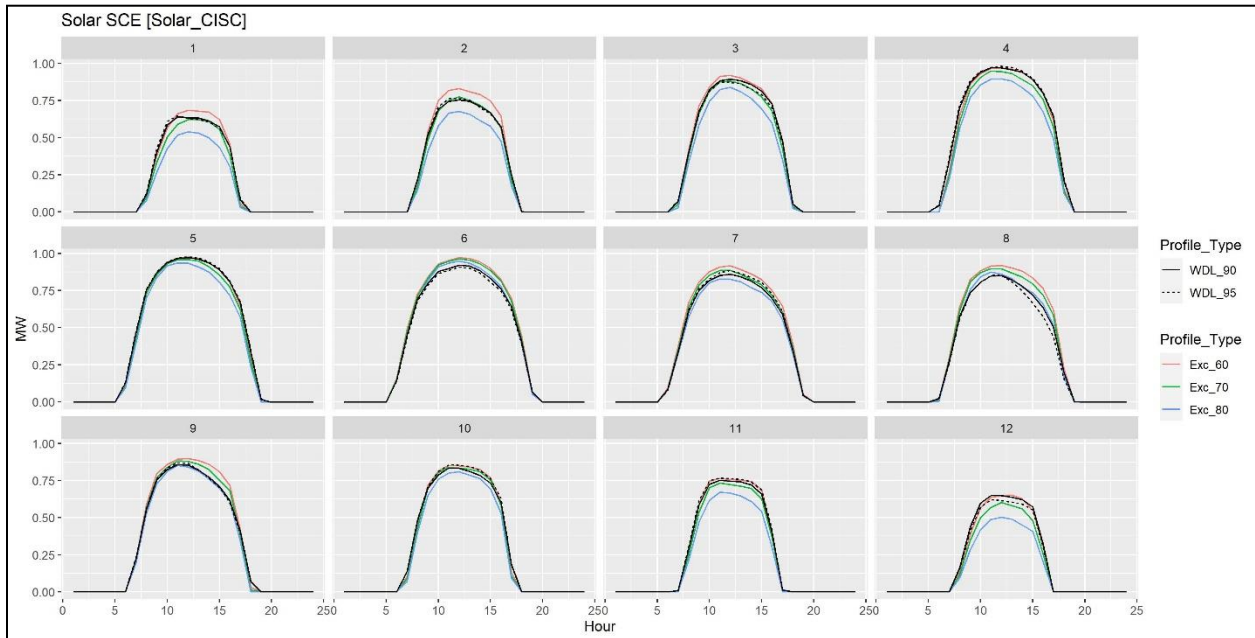 Solar SCE [Solar_CISC]
1 2 3 4
1.00
0.75
0.50
0.25
0.00
5 6 7 8
1.00
0.75
0.50
0.25
0.00
9 10 11 12
1.00
0.75
0.50
0.25
0.00
0 5 10 15 20 25 0 5 10 15 20 25 0 5 10 15 20 25 0 5 10 15 20 25
MW
Hour
Profile_Type
WDL_90
WDL_95
Profile_Type
Exc_60
Exc_70
Exc_80